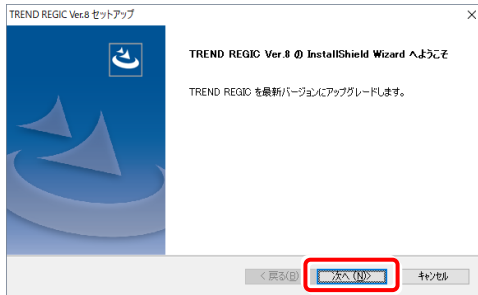 TREND REGIC Ver.8 セットアップ
TREND REGIC Ver.8 の InstallShield Wizard へようこそ
TREND REGIC を最新バージョンにアップグレードします。
< 戻る(B) 次へ(N)> キャンセル